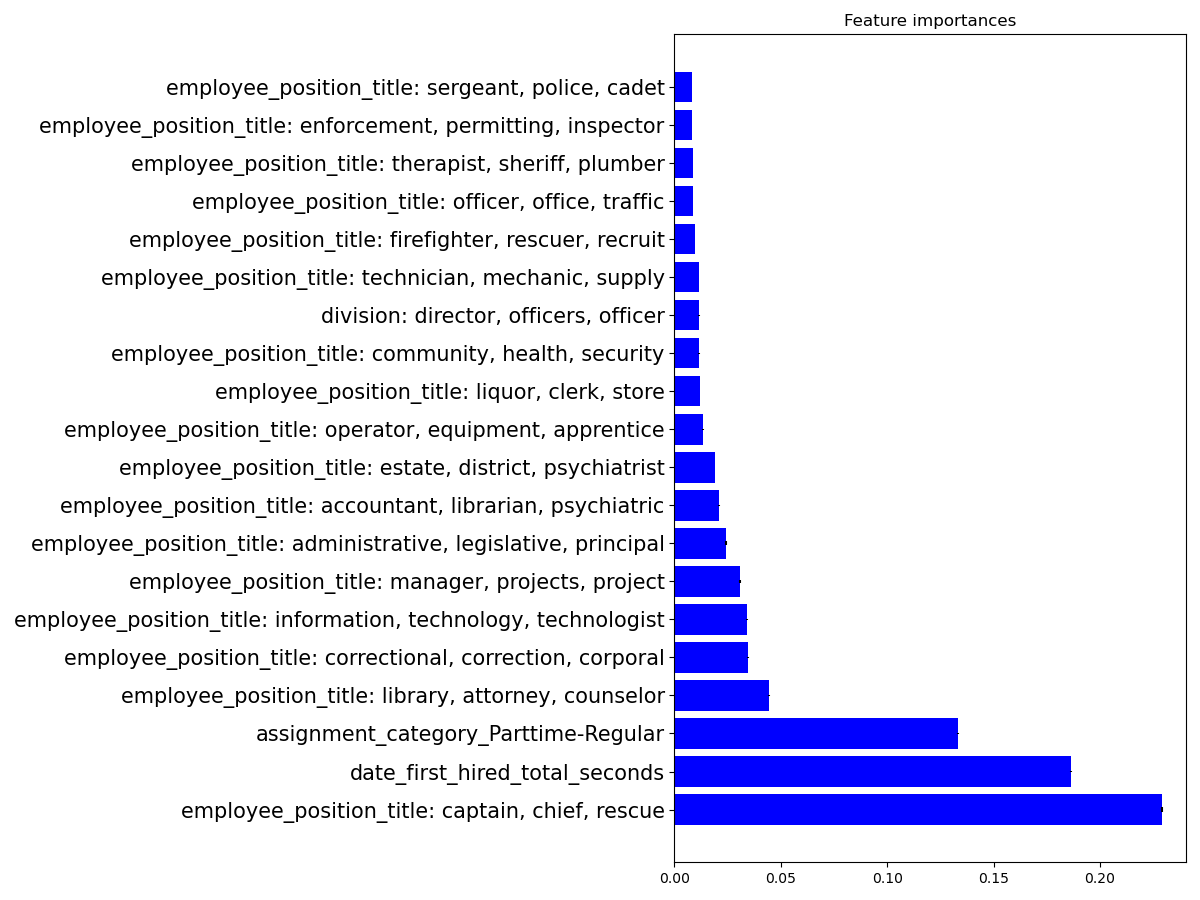 Feature importances
employee_position_title: sergeant, police, cadet
employee_position_title: enforcement, permitting, inspector
employee_position_title: therapist, sheriff, plumber
employee_position_title: officer, office, traffic
employee_position_title: firefighter, rescuer, recruit
employee_position_title: technician, mechanic, supply
division: director, officers, officer
employee_position_title: community, health, security
employee_position_title: liquor, clerk, store
employee_position_title: operator, equipment, apprentice
employee_position_title: estate, district, psychiatrist
employee_position_title: accountant, librarian, psychiatric
employee_position_title: administrative, legislative, principal
employee_position_title: manager, projects, project
employee_position_title: information, technology, technologist
employee_position_title: correctional, correction, corporal
employee_position_title: library, attorney, counselor
assignment_category_Parttime-Regular
date_first_hired_total_seconds
employee_position_title: captain, chief, rescue
0.00 0.05 0.10 0.15 0.20